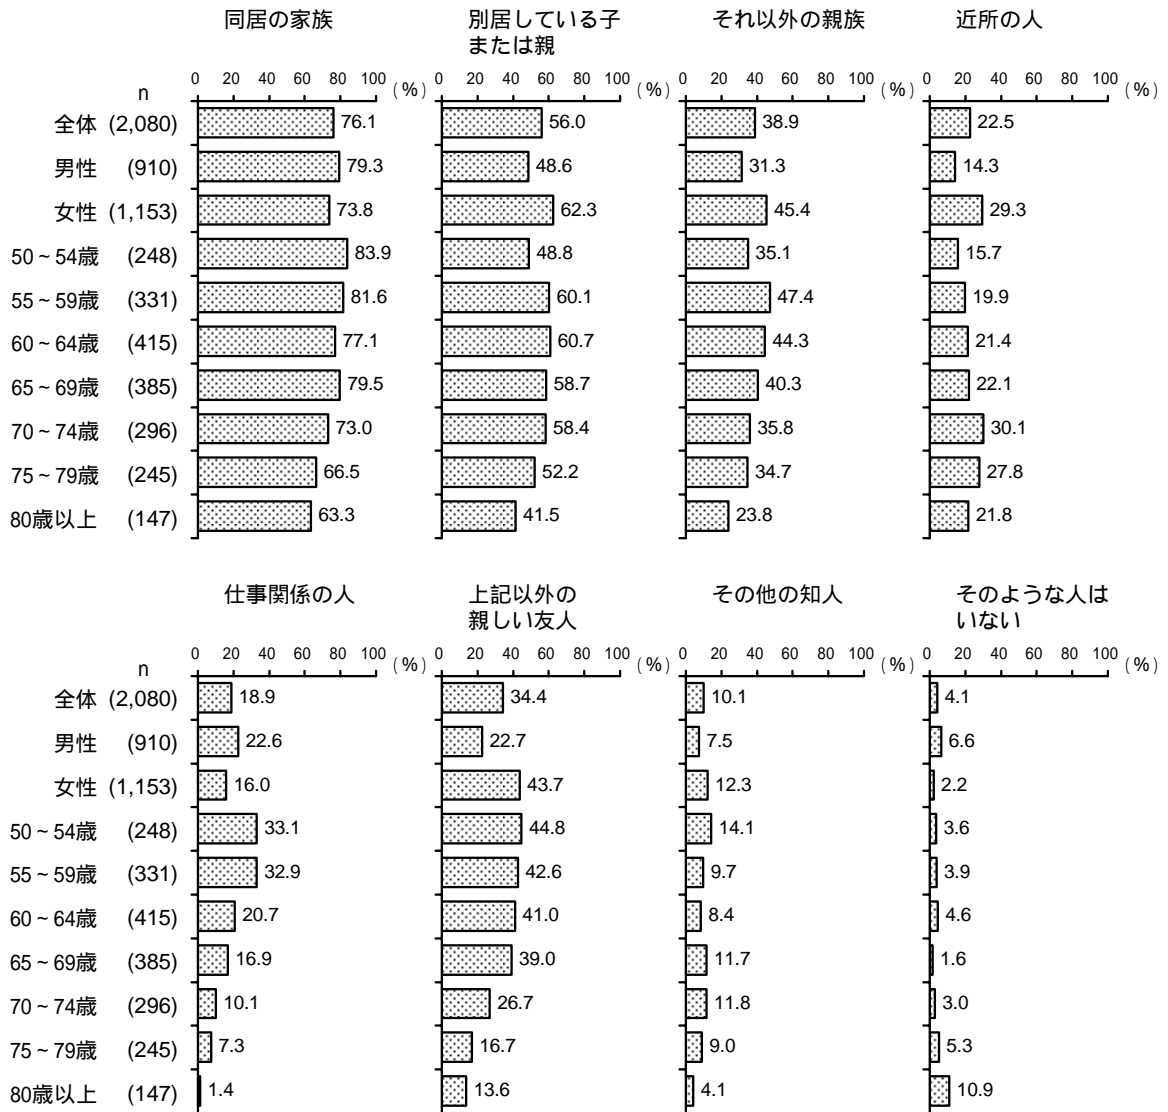 同居の家族 別居している子 それ以外の親族 近所の人
または親
0 20 40 60 80 100 (%) 0 20 40 60 80 100 (%) 0 20 40 60 80 100 (%) 0 20 40 60 80 100 (%)
n
全体 (2,080) 76.1 56.0 38.9 22.5
男性 (910) 79.3 48.6 31.3 14.3
女性 (1,153) 73.8 62.3 45.4 29.3
50~54歳 (248) 83.9 48.8 35.1 15.7
55~59歳 (331) 81.6 60.1 47.4 19.9
60~64歳 (415) 77.1 60.7 44.3 21.4
65~69歳 (385) 79.5 58.7 40.3 22.1
70~74歳 (296) 73.0 58.4 35.8 30.1
75~79歳 (245) 66.5 52.2 34.7 27.8
80歳以上 (147) 63.3 41.5 23.8 21.8
仕事関係の人 上記以外の その他の知人 そのような人は
親しい友人 いない
0 20 40 60 80 100 (%) 0 20 40 60 80 100 (%) 0 20 40 60 80 100 (%) 0 20 40 60 80 100 (%)
n
全体 (2,080) 18.9 34.4 10.1 4.1
男性 (910) 22.6 22.7 7.5 6.6
女性 (1,153) 16.0 43.7 12.3 2.2
50~54歳 (248) 33.1 44.8 14.1 3.6
55~59歳 (331) 32.9 42.6 9.7 3.9
60~64歳 (415) 20.7 41.0 8.4 4.6
65~69歳 (385) 16.9 39.0 11.7 1.6
70~74歳 (296) 10.1 26.7 11.8 3.0
75~79歳 (245) 7.3 16.7 9.0 5.3
80歳以上 (147) 1.4 13.6 4.1 10.9